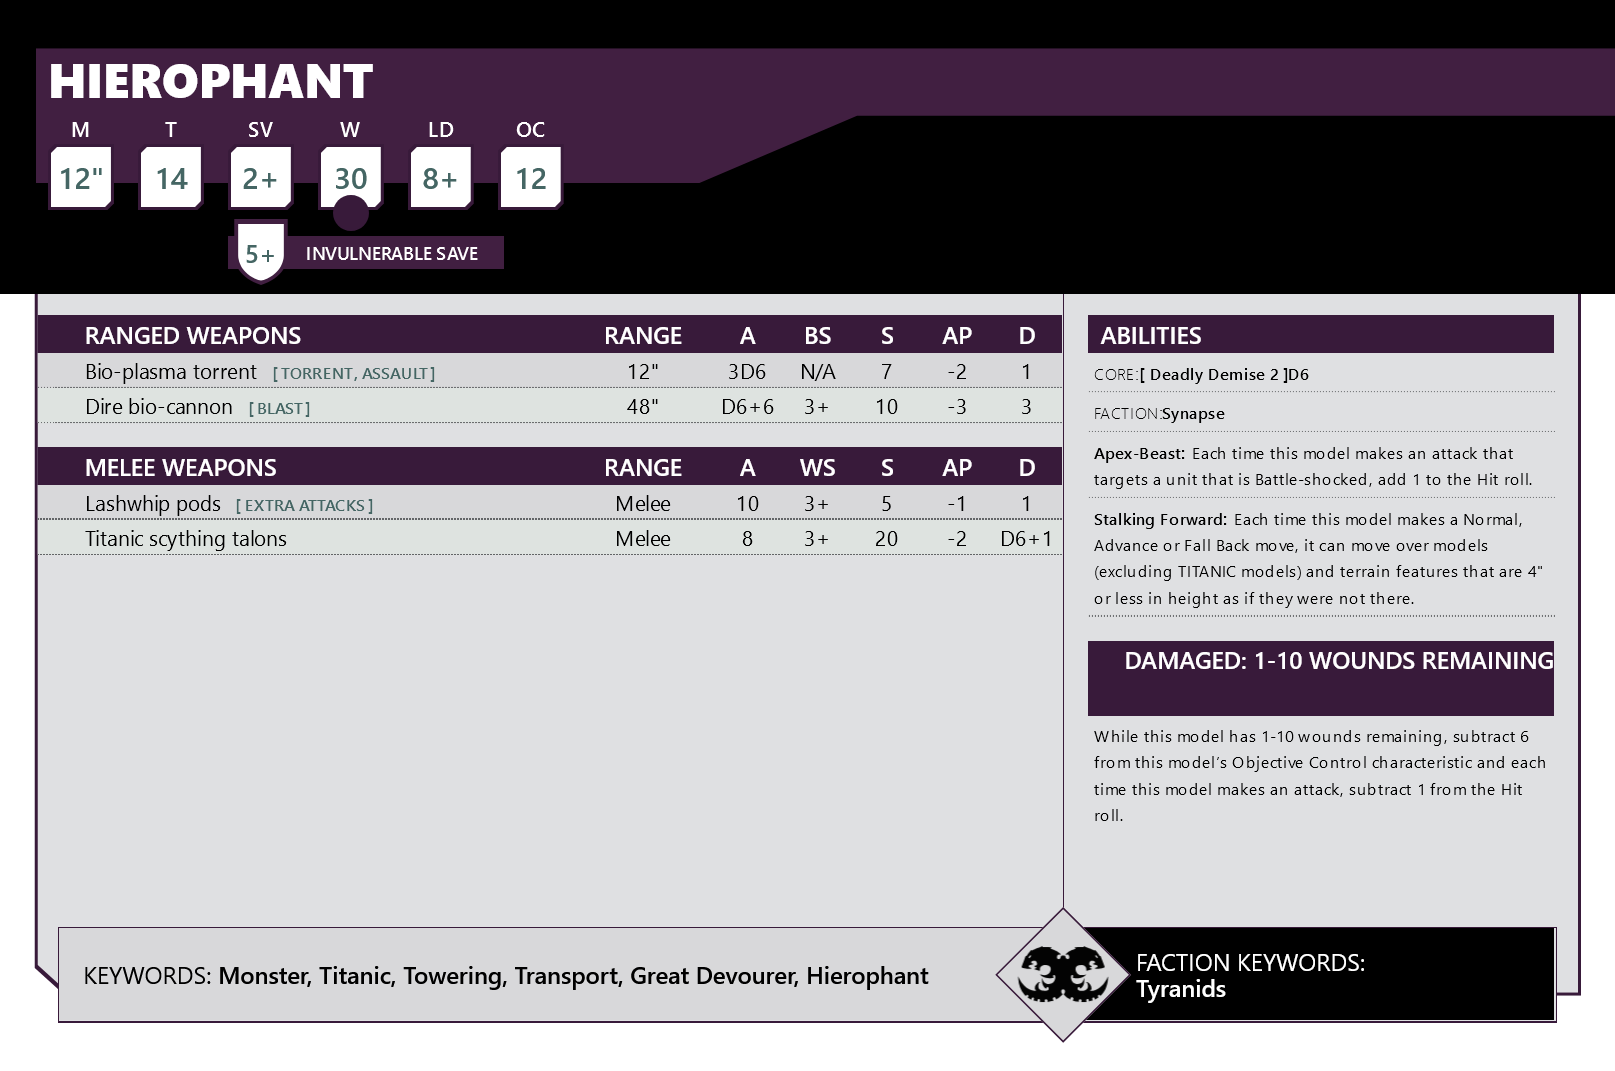 HIEROPHANT
M T SV W LD OC
12" 14 2+ 30 8+ 12
5+ INVULNERABLE SAVE
RANGED WEAPONS RANGE A BS S AP D
Bio-plasma torrent [TORRENT, ASSAULT] 12" 3D6 N/A 7 -2 1
Dire bio-cannon [BLAST] 48" D6+6 3+ 10 -3 3
MELEE WEAPONS RANGE A WS S AP D
Lashwhip pods [EXTRA ATTACKS] Melee 10 3+ 5 -1 1
Titanic scything talons Melee 8 3+ 20 -2 D6+1
ABILITIES
CORE:[ Deadly Demise 2 ]D6
FACTION:Synapse
Apex-Beast: Each time this model makes an attack that
targets a unit that is Battle-shocked, add 1 to the Hit roll.
Stalking Forward: Each time this model makes a Normal,
Advance or Fall Back move, it can move over models
(excluding TITANIC models) and terrain features that are 4"
or less in height as if they were not there.
DAMAGED: 1-10 WOUNDS REMAINING
While this model has 1-10 wounds remaining, subtract 6
from this model’s Objective Control characteristic and each
time this model makes an attack, subtract 1 from the Hit
roll.
KEYWORDS: Monster, Titanic, Towering, Transport, Great Devourer, Hierophant
FACTION KEYWORDS:
Tyranids